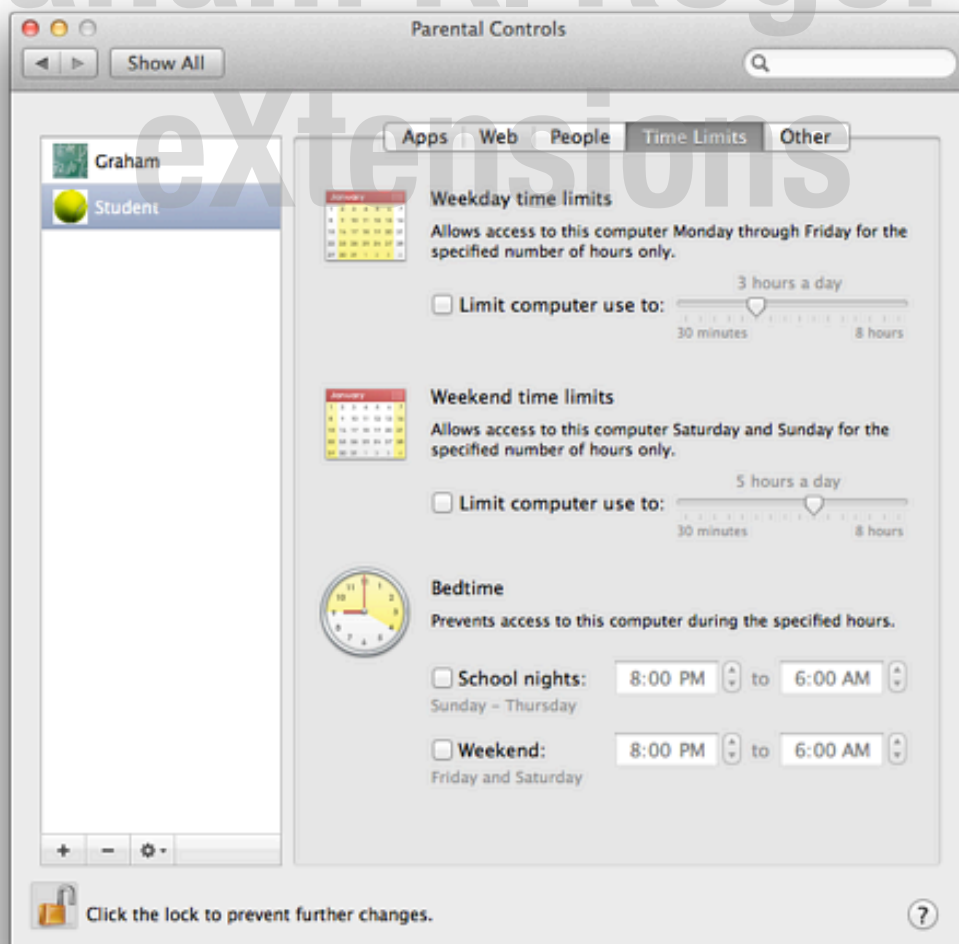 Parental Controls
Show All
eXtensions
Apps Web People Time Limits Other
Graham
Student
Weekday time limits
Allows access to this computer Monday through Friday for the
specified number of hours only.
3 hours a day
Limit computer use to:
30 minutes 8 hours
January
Weekend time limits
Allows access to this computer Saturday and Sunday for the
specified number of hours only.
5 hours a day
Limit computer use to:
30 minutes 8 hours
Bedtime
Prevents access to this computer during the specified hours.
School nights: 8:00 PM to 6:00 AM
Sunday – Thursday
Weekend: 8:00 PM to 6:00 AM
Friday and Saturday
Click the lock to prevent further changes.
?